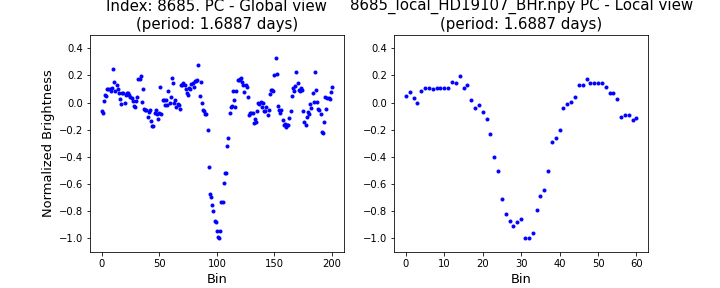 Index: 8685. PC - Global view
(period: 1.6887 days)
8685_local_HD19107_BHr.npy PC - Local view
(period: 1.6887 days)
Normalized Brightness
0.4
0.2
0.0
−0.2
−0.4
−0.6
−0.8
−1.0
0 50 100 150 200
Bin
0.4
0.2
0.0
−0.2
−0.4
−0.6
−0.8
−1.0
0 10 20 30 40 50 60
Bin